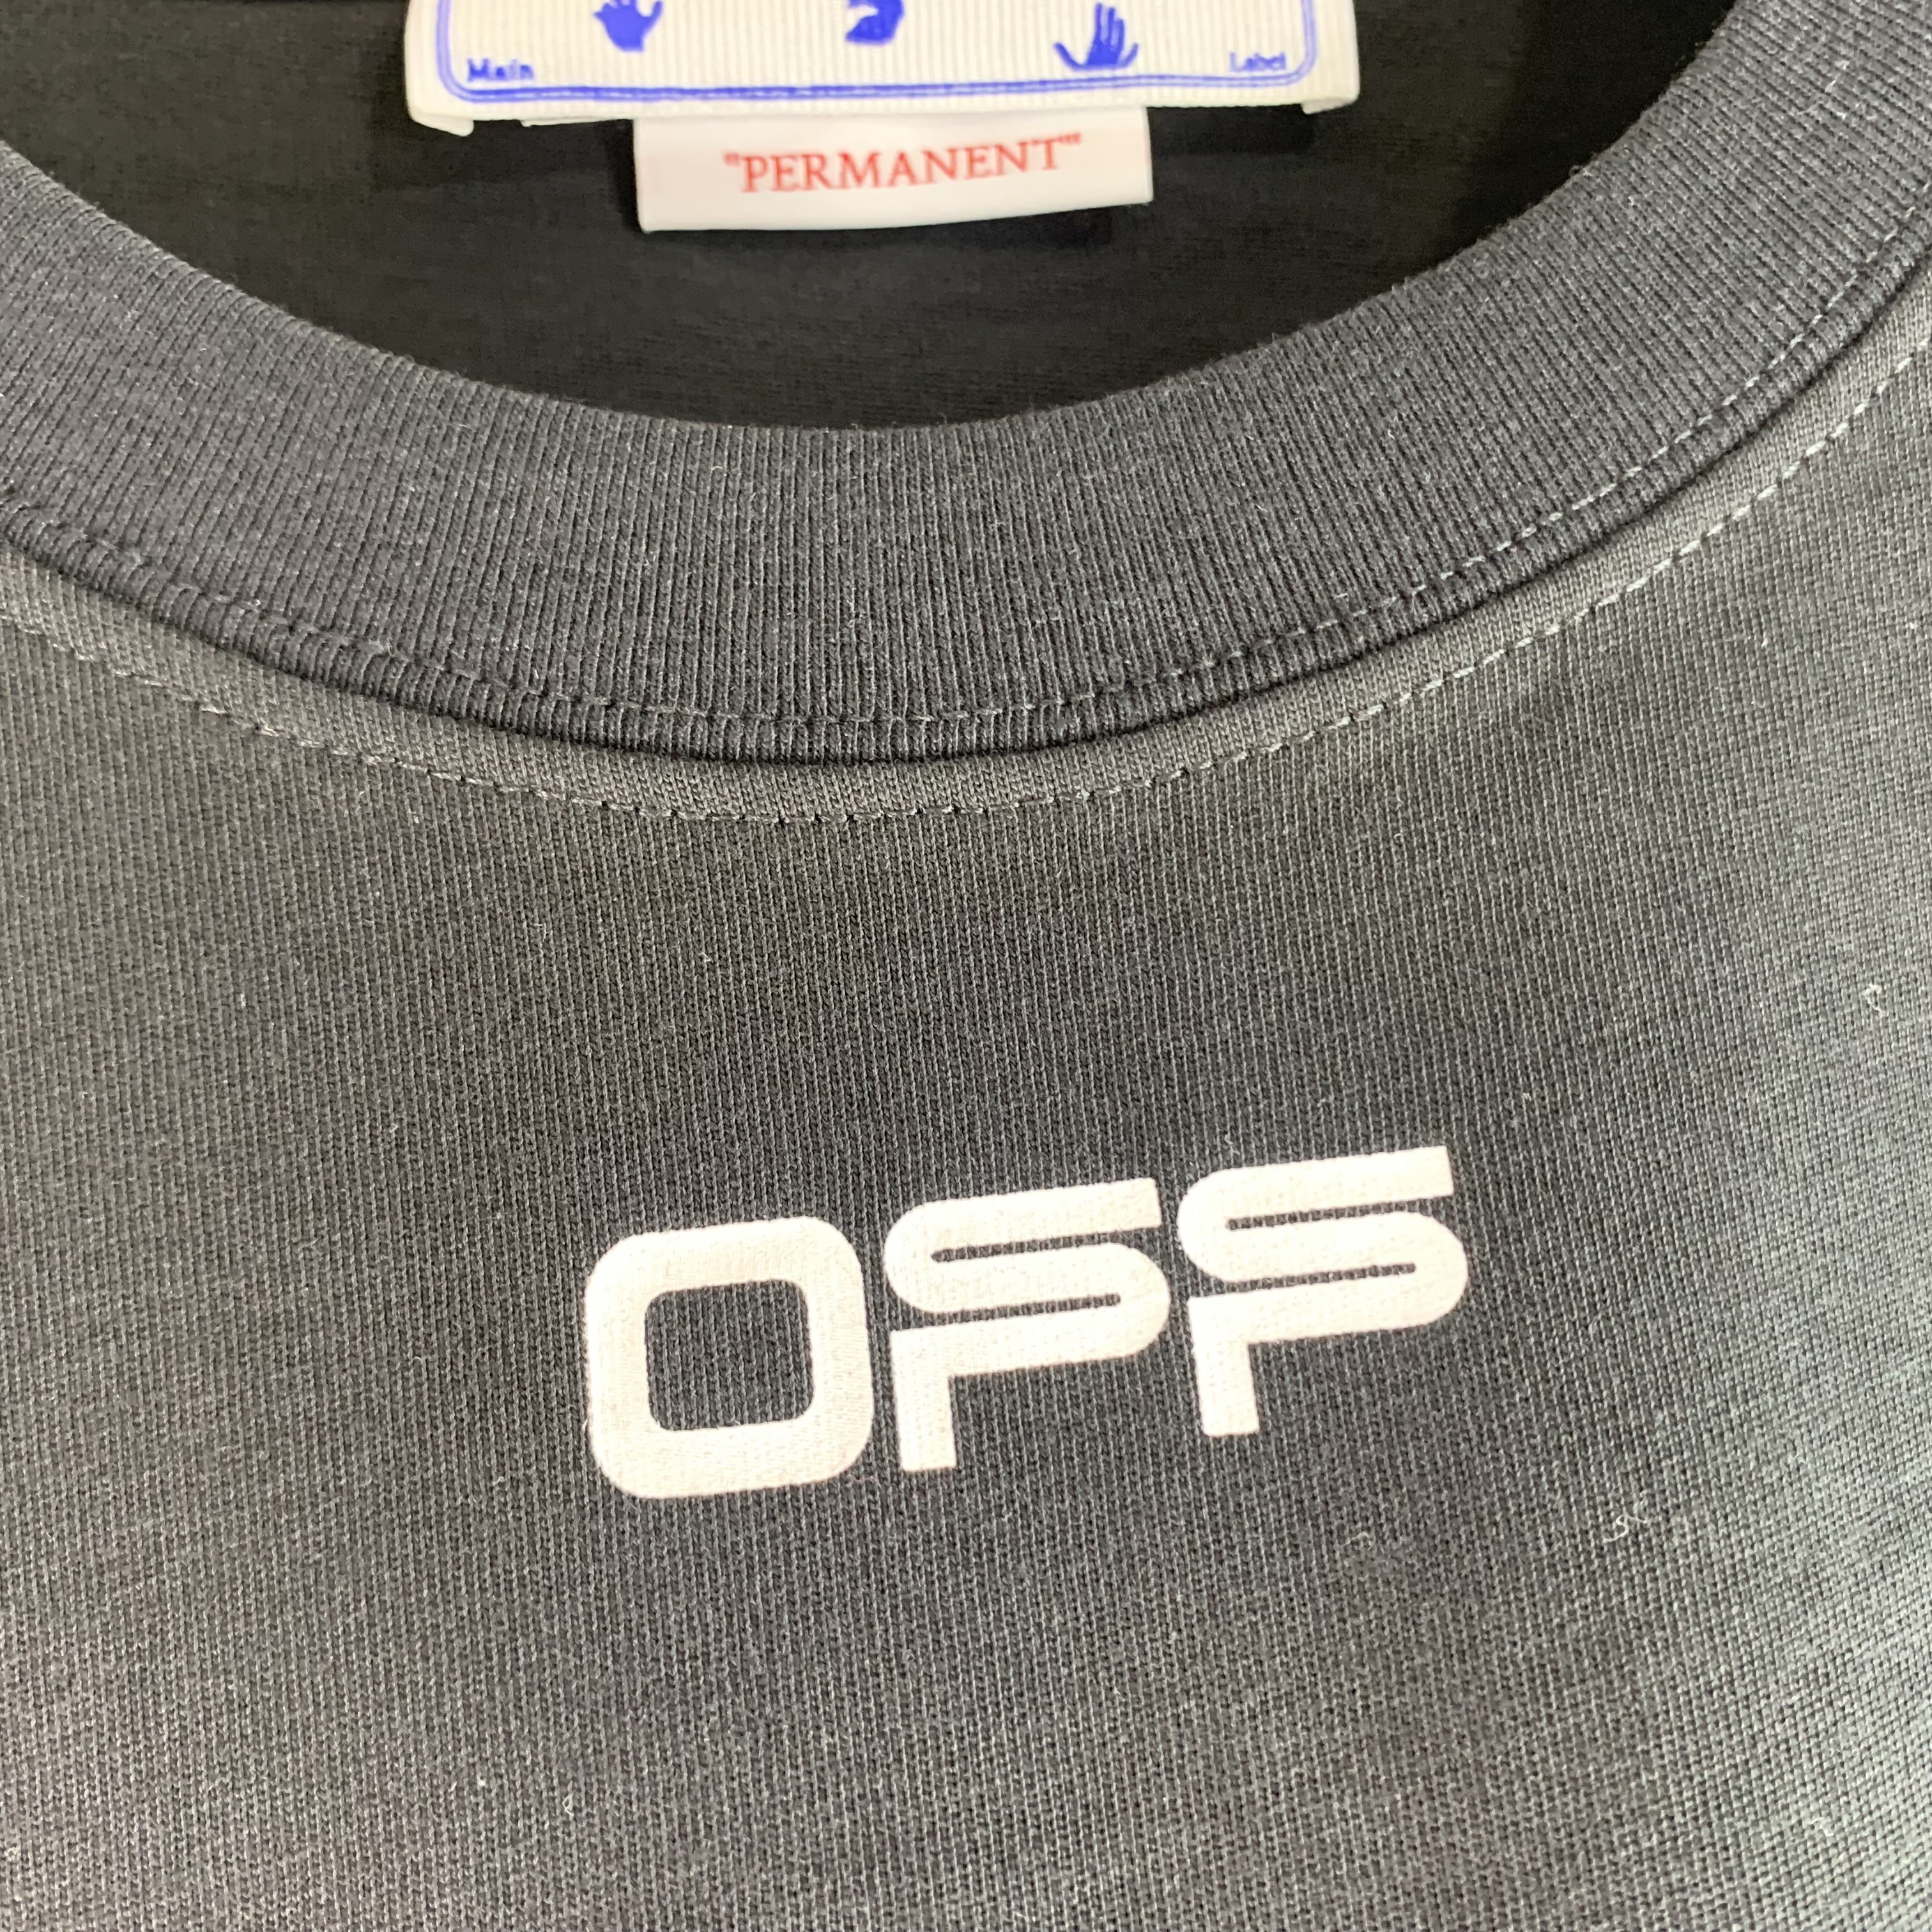 Main Label
"PERMANENT"
OFF